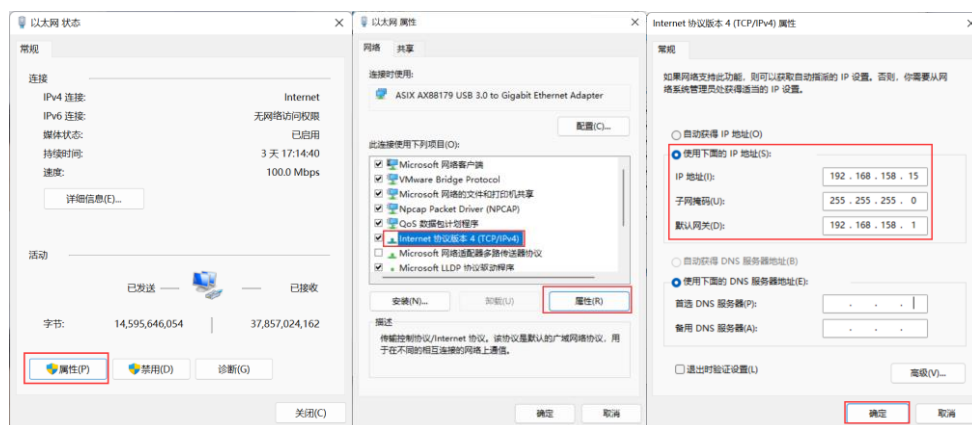 以太网 状态
常规
连接
IPv4 连接: Internet
IPv6 连接: 无网络访问权限
媒体状态: 已启用
持续时间: 3 天 17:14:40
速度: 100.0 Mbps
详细信息(E)...
活动
已发送 — — 已接收
字节: 14,595,646,054 | 37,857,024,162
属性(P) 禁用(D) 诊断(G)
关闭(C)
以太网 属性
网络 共享
连接时使用:
ASIX AX88179 USB 3.0 to Gigabit Ethernet Adapter
配置(C)...
此连接使用下列项目(O):
Microsoft 网络客户端
VMware Bridge Protocol
Microsoft 网络的文件和打印机共享
Npcap Packet Driver (NPCAP)
QoS 数据包计划程序
Internet 协议版本 4 (TCP/IPv4)
Microsoft 网络适配器多路传送器协议
Microsoft LLDP 协议驱动程序
安装(N)... 卸载(U) 属性(R)
描述
传输控制协议/Internet 协议。该协议是默认的广域网络协议，用
于在不同的相互连接的网络上通信。
确定 取消
Internet 协议版本 4 (TCP/IPv4) 属性
常规
如果网络支持此功能，则可以获取自动指派的 IP 设置。否则，你需要从网
络系统管理员处获得适当的 IP 设置。
自动获得 IP 地址(O)
使用下面的 IP 地址(S):
IP 地址(I): 192 . 168 . 158 . 15
子网掩码(U): 255 . 255 . 255 . 0
默认网关(D): 192 . 168 . 158 . 1
自动获得 DNS 服务器地址(B)
使用下面的 DNS 服务器地址(E):
首选 DNS 服务器(P): . . .
备用 DNS 服务器(A): . . .
退出时验证设置(L)
高级(V)...
确定 取消